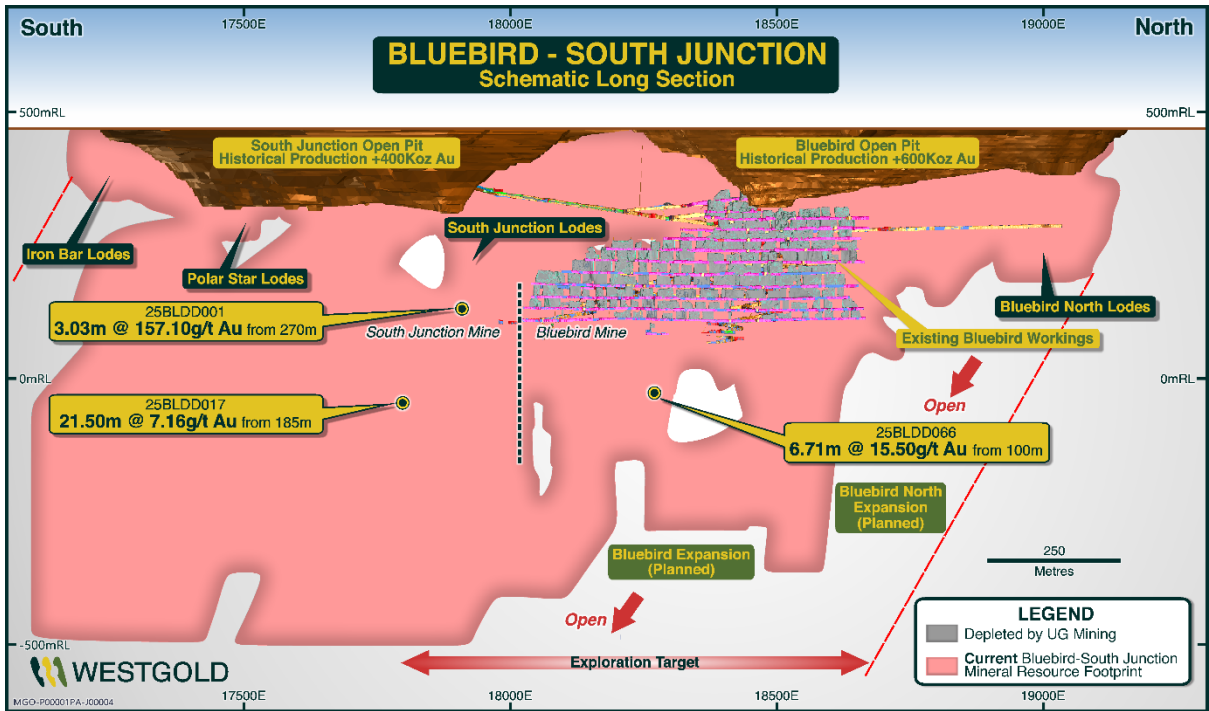 South
17500E
18000E
18500E
19000E
North
BLUEBIRD - SOUTH JUNCTION
Schematic Long Section
500mRL
500mRL
South Junction Open Pit
Historical Production +400Koz Au
Bluebird Open Pit
Historical Production +600Koz Au
Iron Bar Lodes
Polar Star Lodes
South Junction Lodes
Bluebird North Lodes
25BLDD001
3.03m @ 157.10g/t Au from 270m
South Junction Mine
Bluebird Mine
Existing Bluebird Workings
0mRL
0mRL
Open
25BLDD017
21.50m @ 7.16g/t Au from 185m
25BLDD066
6.71m @ 15.50g/t Au from 100m
Bluebird North
Expansion
(Planned)
Bluebird Expansion
(Planned)
250
Metres
Open
LEGEND
Depleted by UG Mining
Current Bluebird-South Junction
Mineral Resource Footprint
-500mRL
WESTGOLD
Exploration Target
MGO-P00001PA-J00004
17500E
18000E
18500E
19000E